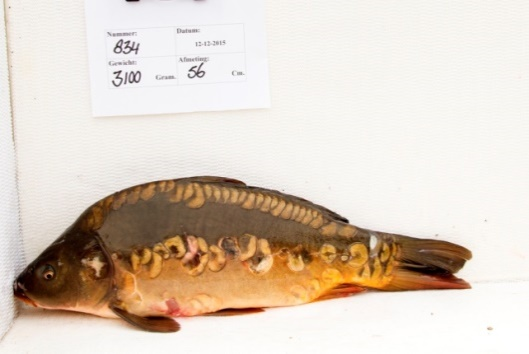 Nummer: Datum:
834 12-12-2015
Gewicht: Afmeting:
3100 Gram. 56 Cm.